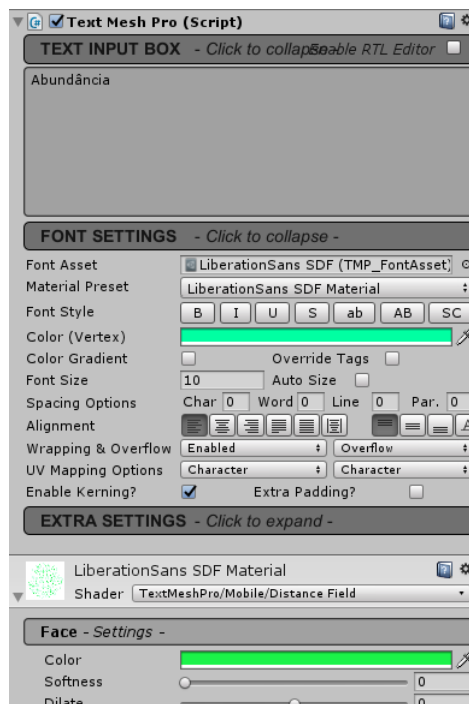 Text Mesh Pro (Script)
TEXT INPUT BOX - Click to collapse - Enable RTL Editor
Abundância
FONT SETTINGS - Click to collapse -
Font Asset LiberationSans SDF (TMP_FontAsset)
Material Preset LiberationSans SDF Material
Font Style B I U S ab AB SC
Color (Vertex)
Color Gradient Override Tags
Font Size 10 Auto Size
Spacing Options Char 0 Word 0 Line 0 Par. 0
Alignment
Wrapping & Overflow Enabled Overflow
UV Mapping Options Character Character
Enable Kerning? Extra Padding?
EXTRA SETTINGS - Click to expand -
LiberationSans SDF Material
Shader TextMeshPro/Mobile/Distance Field
Face - Settings -
Color
Softness 0
Dilate 0